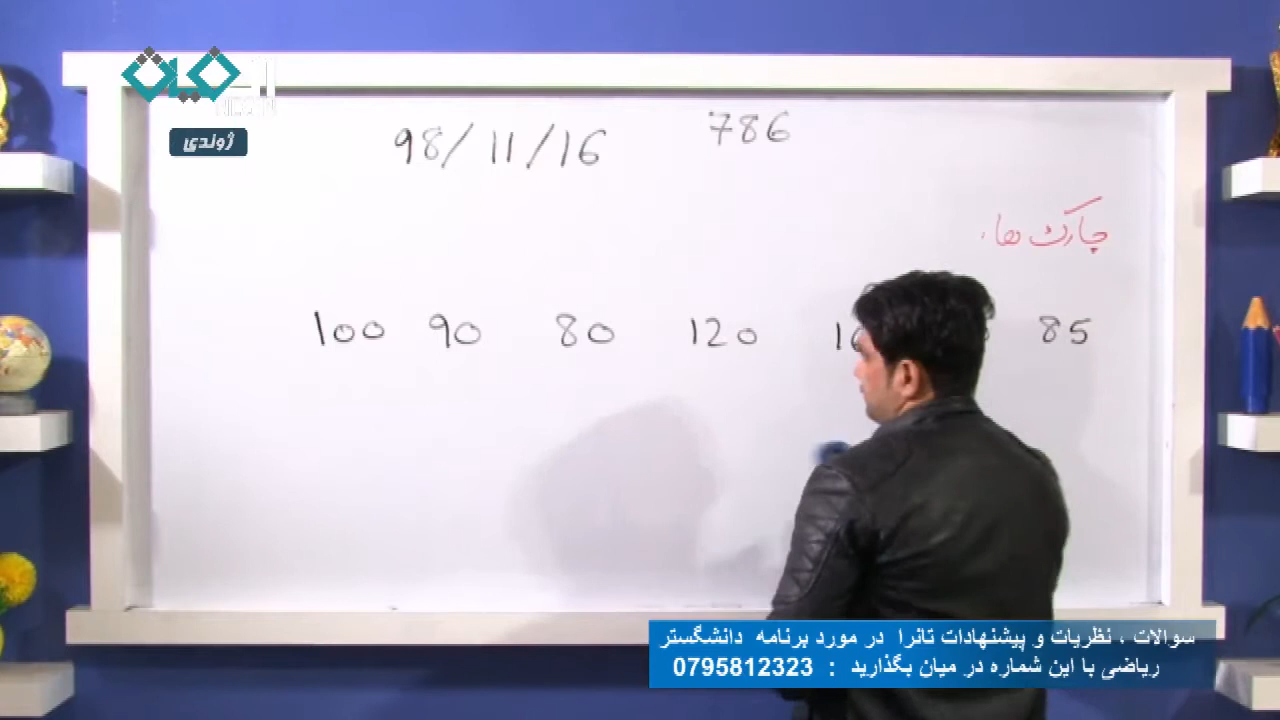 ژوندی
98/11/16 786
چارک ها
100 90 80 120 85
سوالات ، نظریات و پیشنهادات تانرا در مورد برنامه دانشگستر
ریاضی با این شماره در میان بگذارید : 0795812323